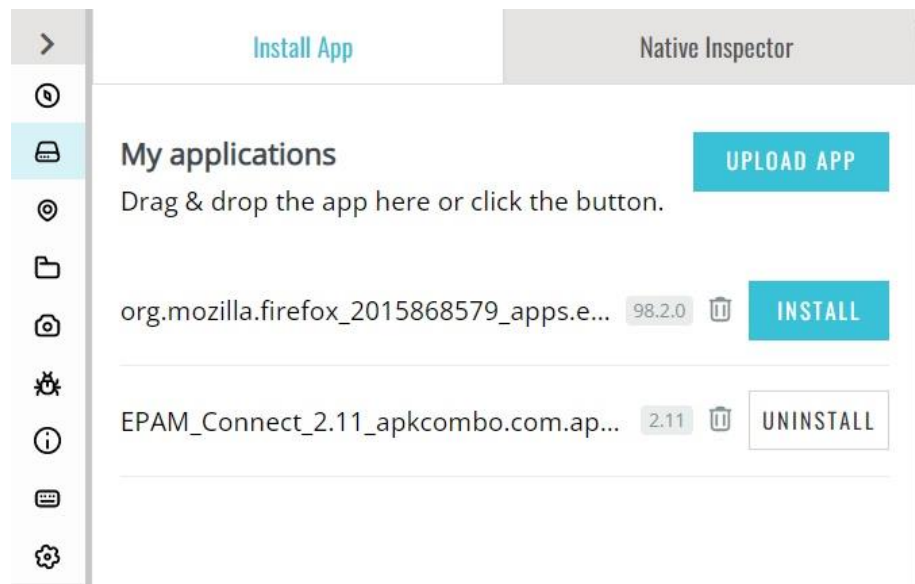 Install App
Native Inspector
My applications
UPLOAD APP
Drag & drop the app here or click the button.
org.mozilla.firefox_2015868579_apps.e... 98.2.0 INSTALL
EPAM_Connect_2.11_apkcombo.com.ap... 2.11 UNINSTALL